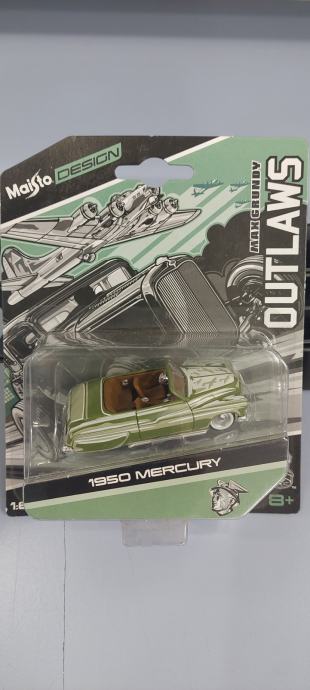 Maisto DESIGN
MAX GRUNDY
OUTLAWS
1950 MERCURY
8+